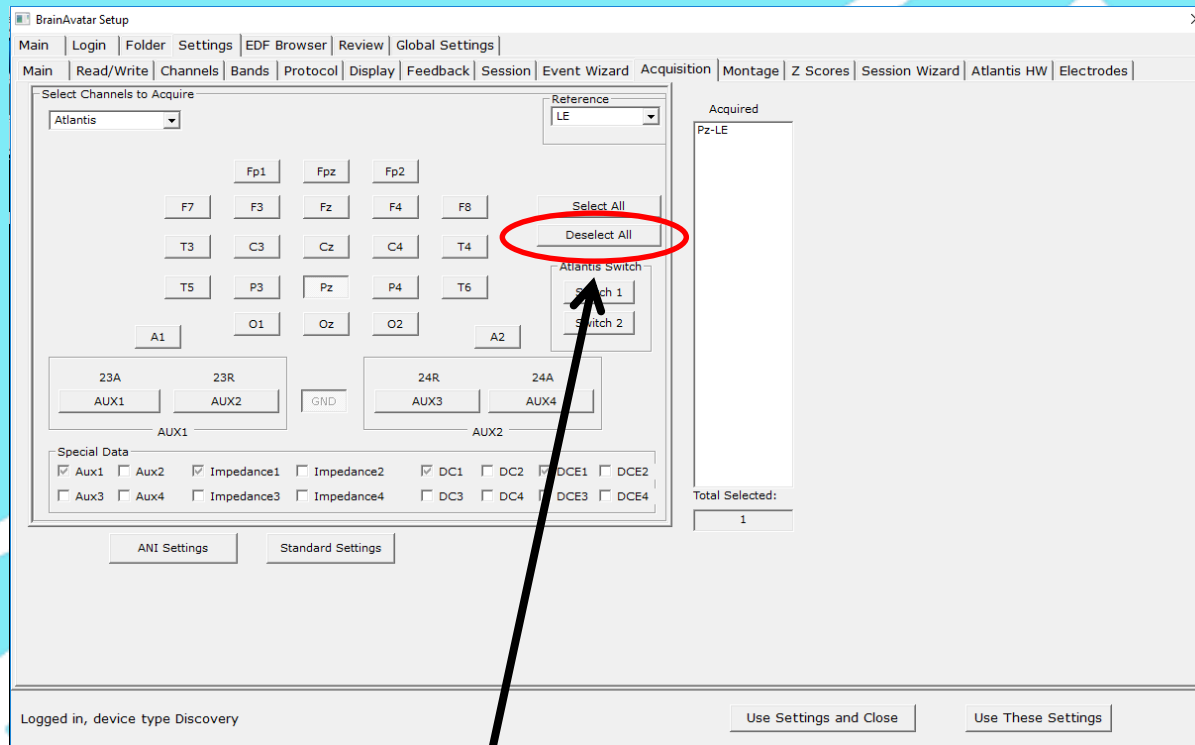 BrainAvatar Setup
Main Login Folder Settings EDF Browser Review Global Settings
Main Read/Write Channels Bands Protocol Display Feedback Session Event Wizard Acquisition Montage Z Scores Session Wizard Atlantis HW Electrodes
Select Channels to Acquire
Reference
Acquired
Atlantis
LE
Pz-LE
Fp1 Fpz Fp2
F7 F3 Fz F4 F8 Select All
Deselect All
T3 C3 Cz C4 T4
Atlantis Switch
T5 P3 Pz P4 T6
Switch 1
O1 Oz O2 Switch 2
A1 A2
23A 23R 24R 24A
AUX1 AUX2 GND AUX3 AUX4
AUX1 AUX2
Special Data
Aux1 Aux2 Impedance1 Impedance2 DC1 DC2 DCE1 DCE2
Aux3 Aux4 Impedance3 Impedance4 DC3 DC4 DCE3 DCE4
Total Selected:
1
ANI Settings Standard Settings
Logged in, device type Discovery
Use Settings and Close Use These Settings